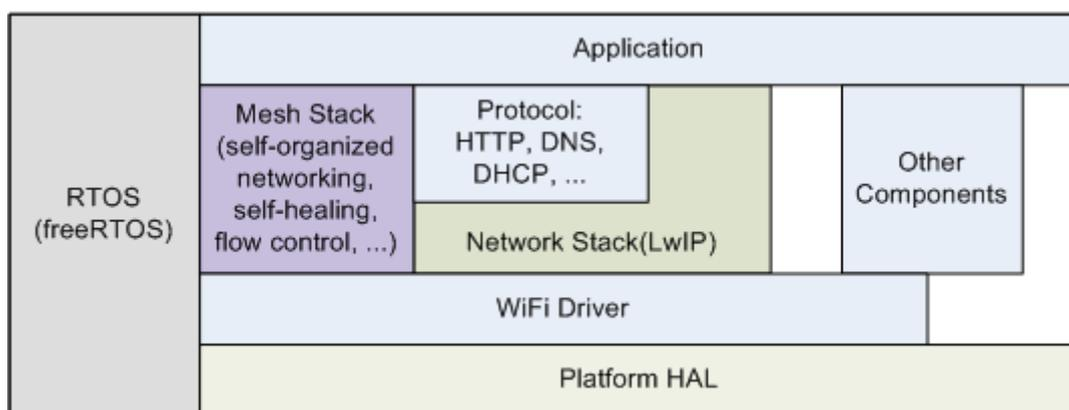 Application
Mesh Stack
(self-organized
networking,
self-healing,
flow control, ...)
Protocol:
HTTP, DNS,
DHCP, ...
Other
Components
RTOS
(freeRTOS)
Network Stack(LwIP)
WiFi Driver
Platform HAL